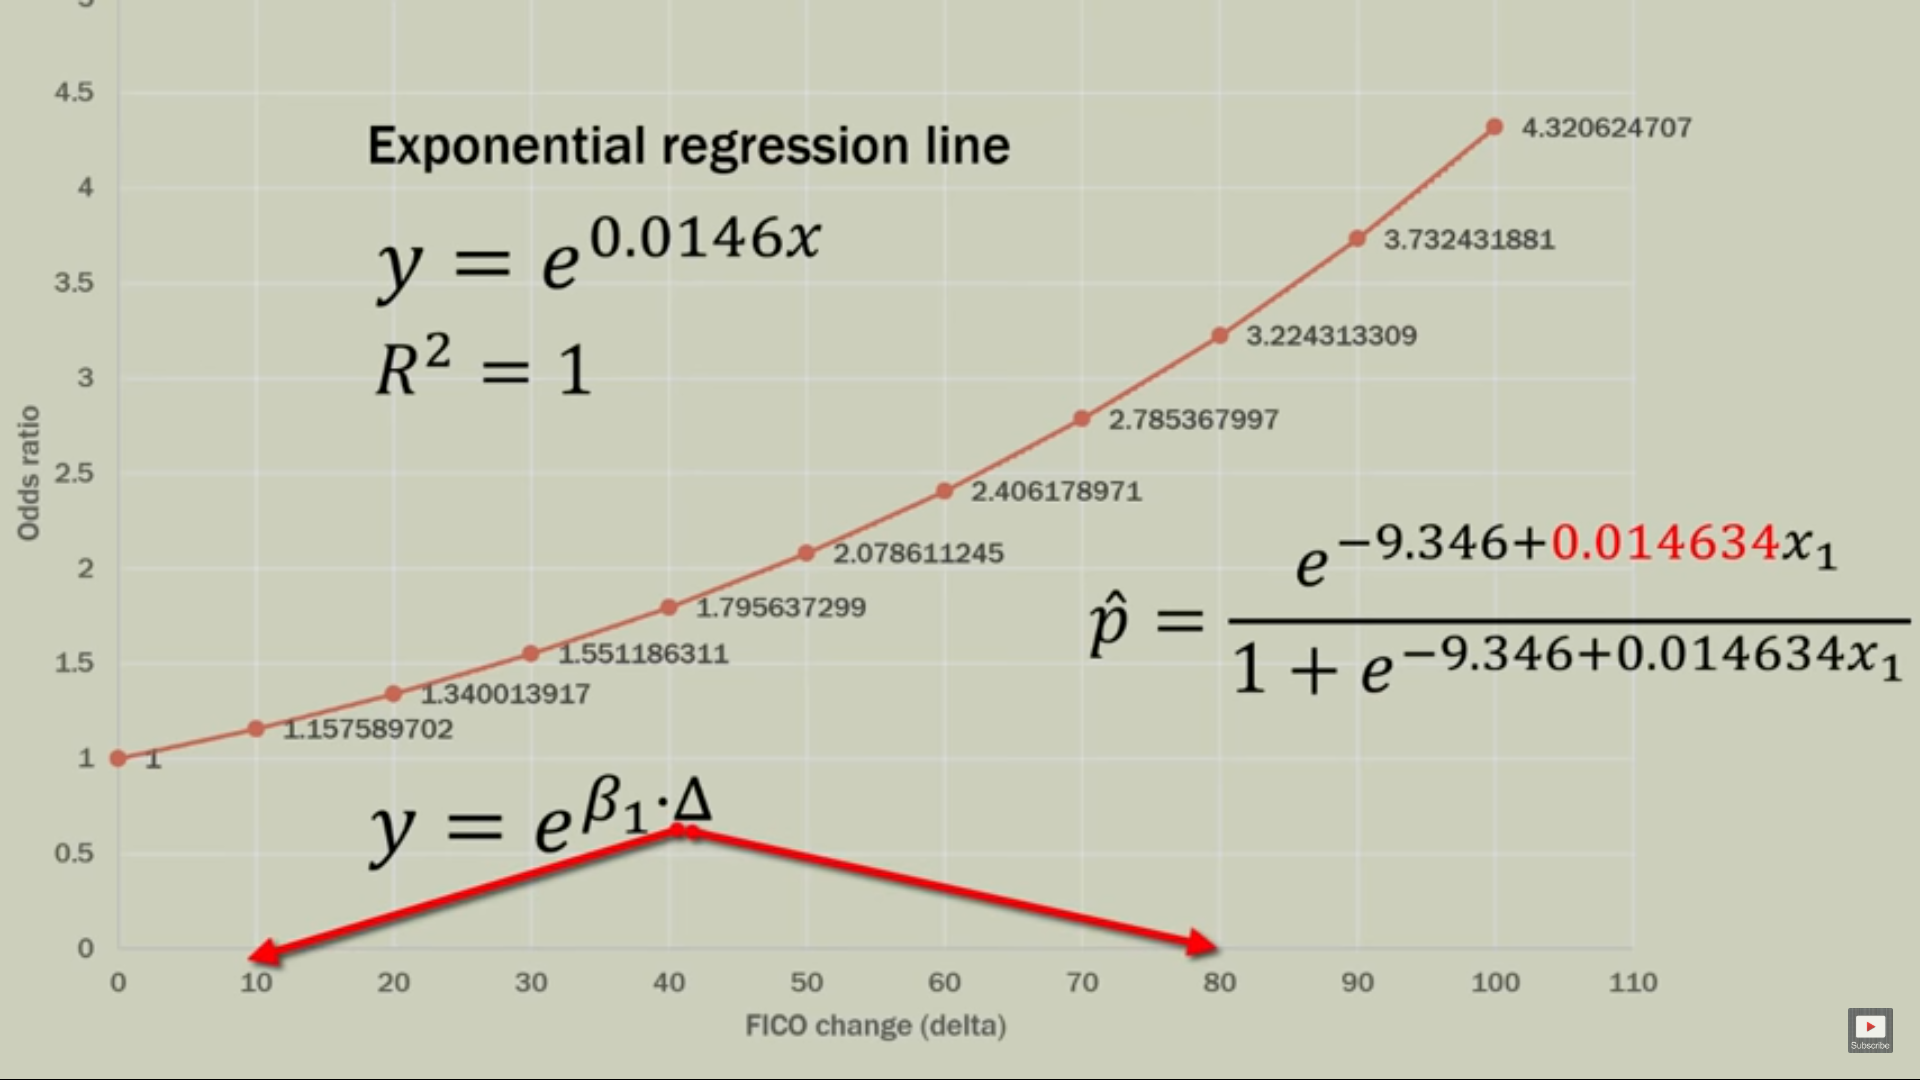 4.5
4
3.5
3
2.5
2
1.5
1
0.5
0
Odds ratio
Exponential regression line
y = e^0.0146x
R² = 1
4.320624707
3.732431881
3.224313309
2.785367997
2.406178971
2.078611245
1.795637299
1.551186311
1.340013917
1.157589702
1
p̂ = e^−9.346+0.014634x₁
1 + e^−9.346+0.014634x₁
y = e^β₁·Δ
0 10 20 30 40 50 60 70 80 90 100 110
FICO change (delta)
Subscribe